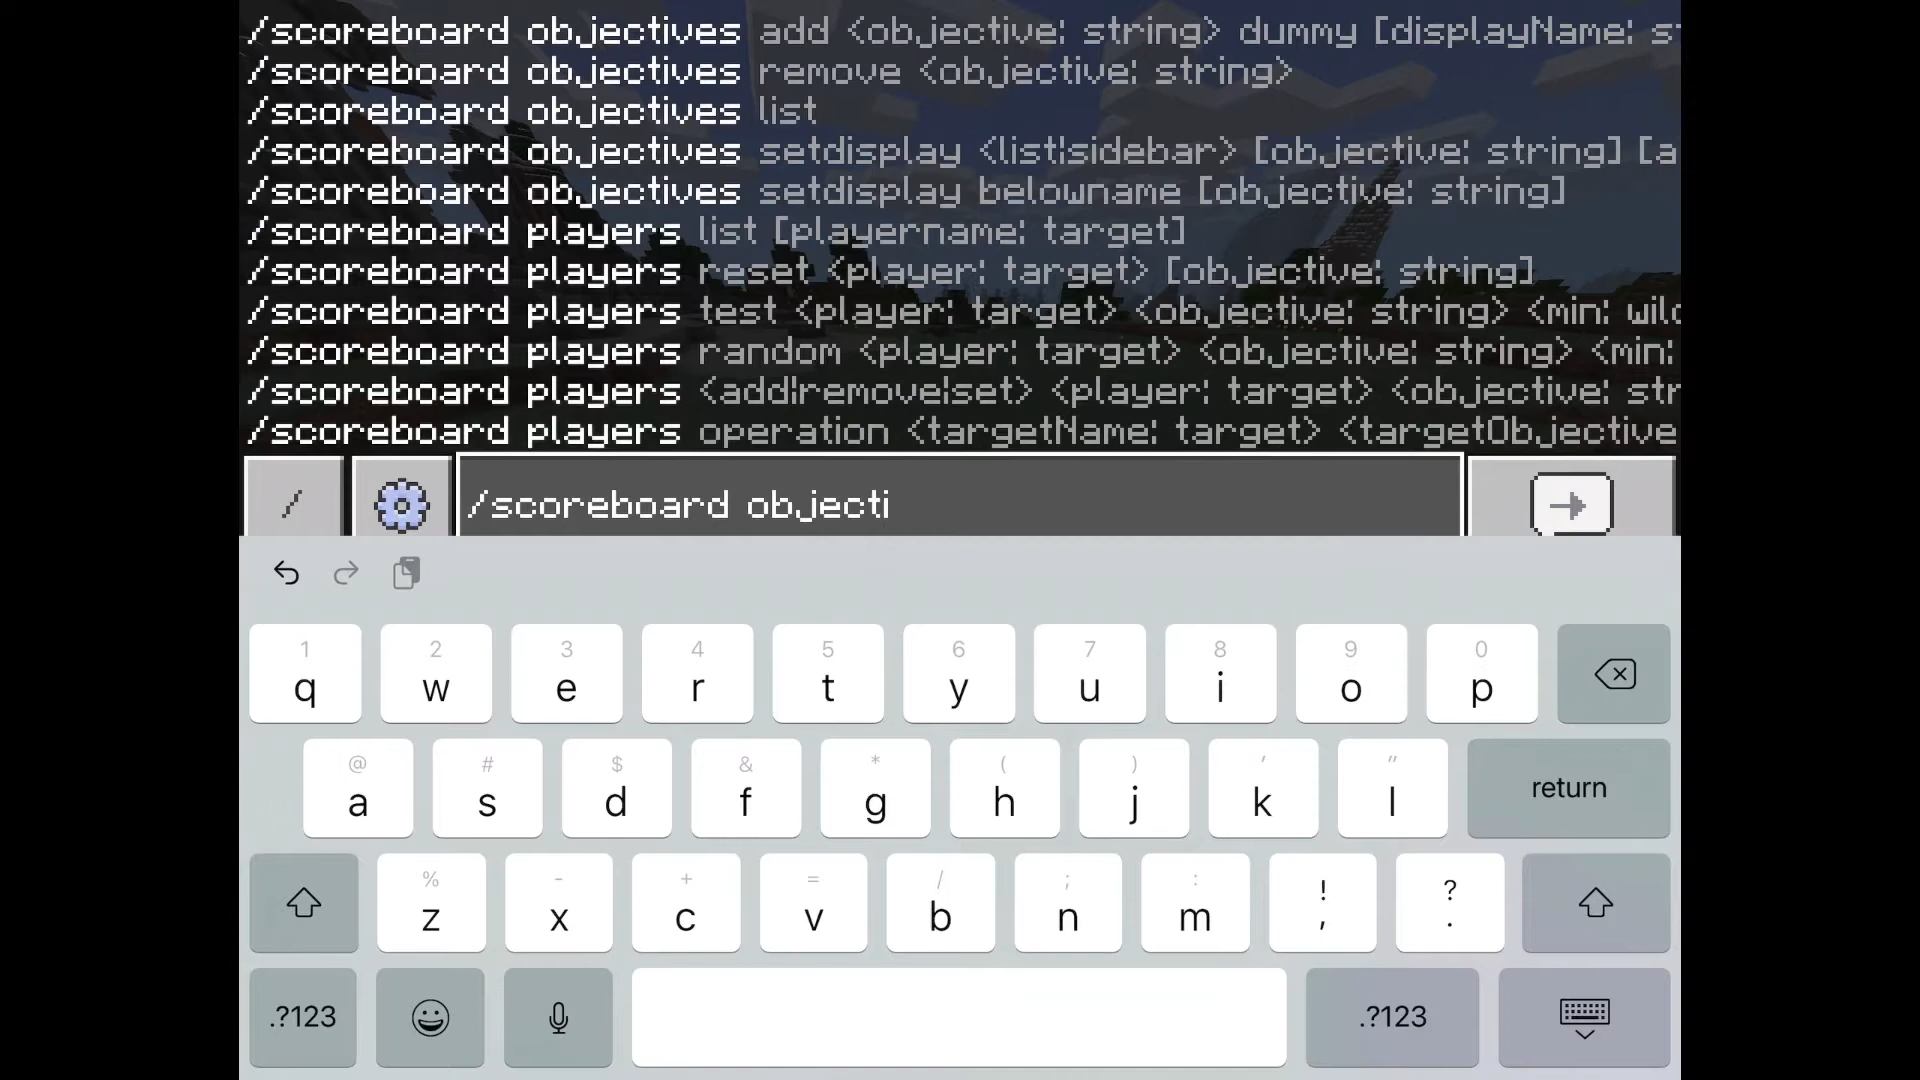 /scoreboard objectives add <objective: string> dummy [displayName: st
/scoreboard objectives remove <objective: string>
/scoreboard objectives list
/scoreboard objectives setdisplay <list|sidebar> [objective: string] [a
/scoreboard objectives setdisplay belowname [objective: string]
/scoreboard players list [playername: target]
/scoreboard players reset <player: target> [objective: string]
/scoreboard players test <player: target> <objective: string> <min: wild
/scoreboard players random <player: target> <objective: string> <min:
/scoreboard players <add|remove|set> <player: target> <objective: str
/scoreboard players operation <targetName: target> <targetObjective
/ /scoreboard objecti
1 2 3 4 5 6 7 8 9 0
q w e r t y u i o p
@ # $ & * ( ) ' "
a s d f g h j k l return
% - + = / ; : ! ?
z x c v b n m , .
.?123 .?123